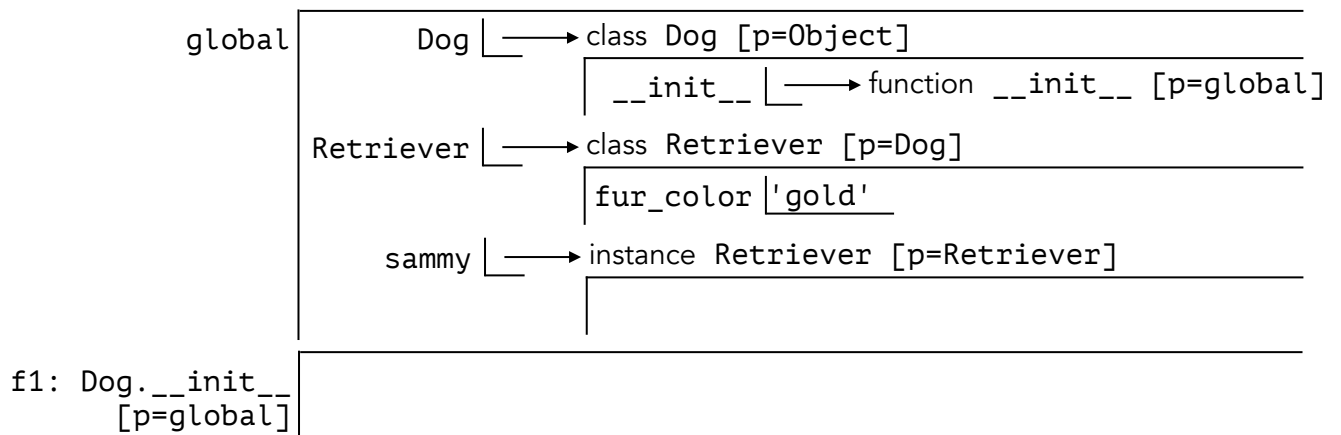 global Dog class Dog [p=Object]
__init__ function __init__ [p=global]
Retriever class Retriever [p=Dog]
fur_color 'gold'
sammy instance Retriever [p=Retriever]
f1: Dog.__init__
[p=global]